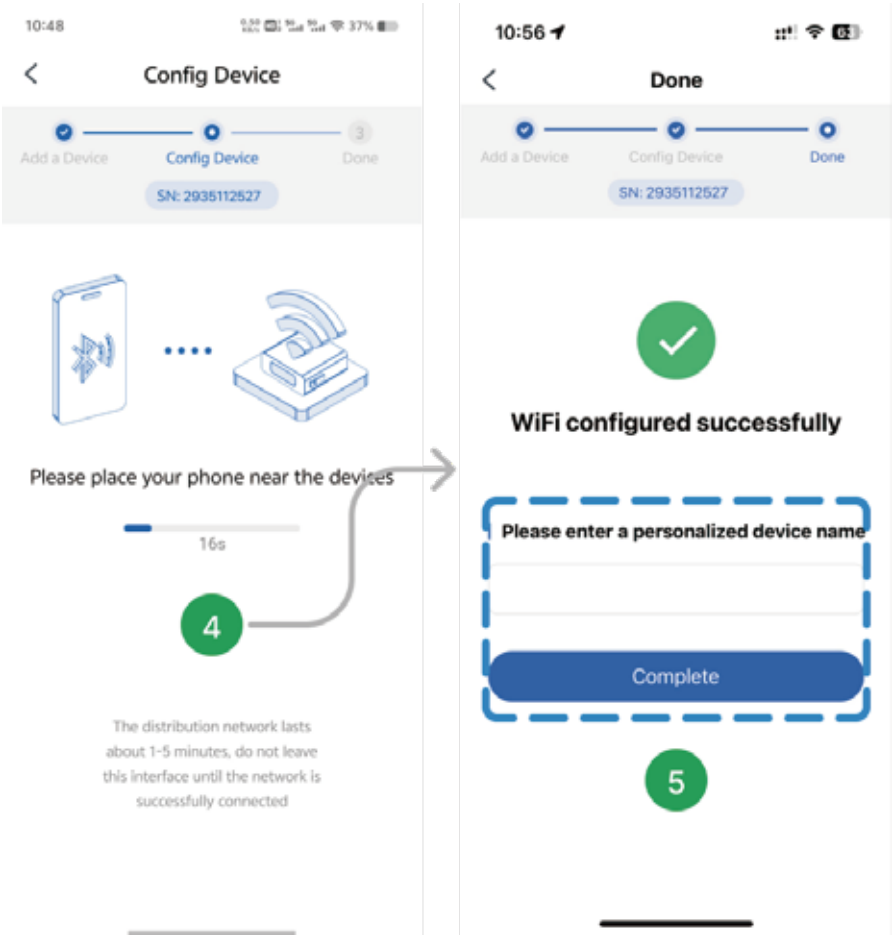 10:48
37%
Config Device
3
Add a Device
Config Device
Done
SN: 2935112527
Please place your phone near the devices
16s
4
The distribution network lasts
about 1-5 minutes, do not leave
this interface until the network is
successfully connected
10:56
63
Done
Add a Device
Config Device
Done
SN: 2935112527
WiFi configured successfully
Please enter a personalized device name
Complete
5